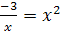 -3/x = x²